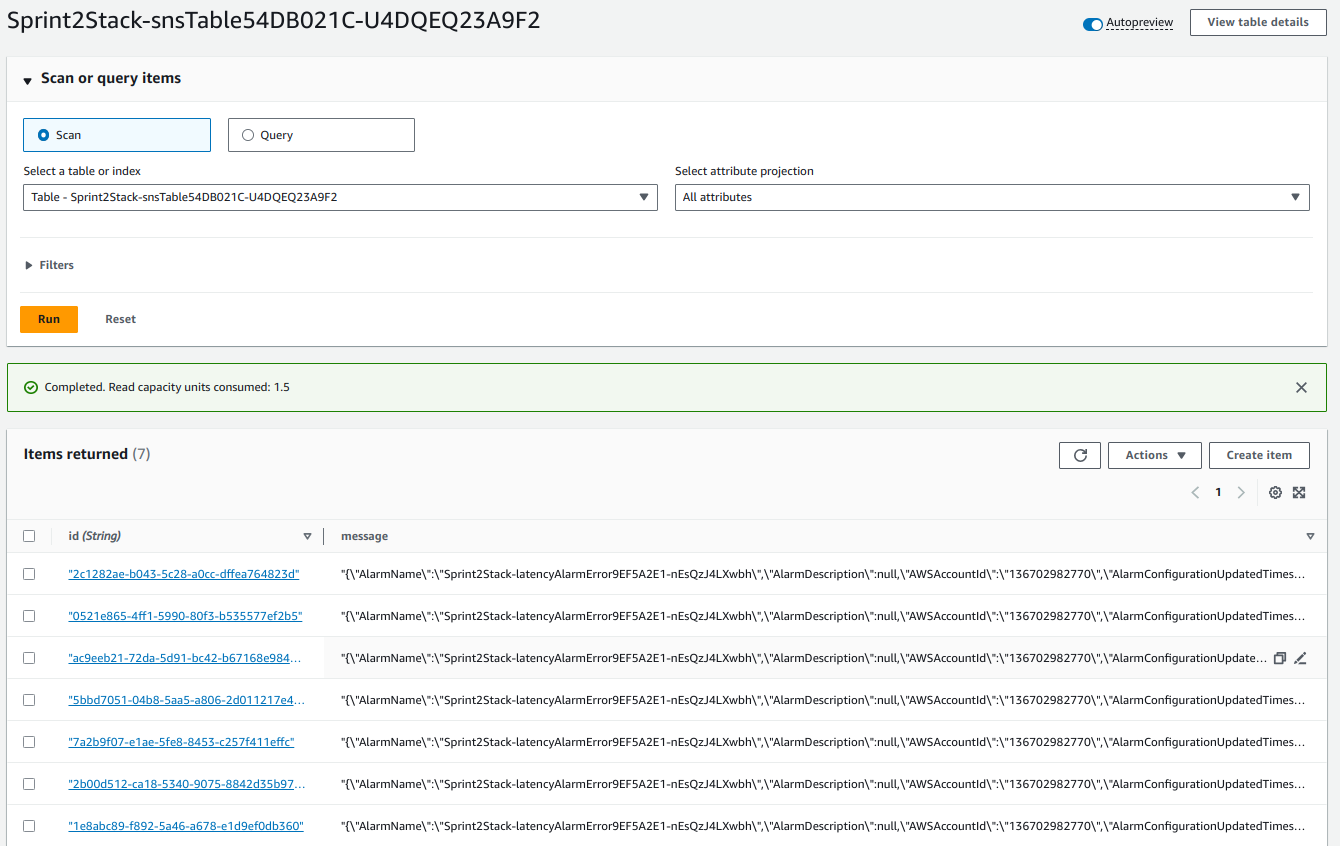 Sprint2Stack-snsTable54DB021C-U4DQEQ23A9F2
Autopreview
View table details
Scan or query items
Scan
Query
Select a table or index
Select attribute projection
Table - Sprint2Stack-snsTable54DB021C-U4DQEQ23A9F2
All attributes
Filters
Run
Reset
Completed. Read capacity units consumed: 1.5
Items returned (7)
Actions
Create item
1
id (String)
message
"2c1282ae-b043-5c28-a0cc-dffea764823d"
"{\"AlarmName\":\"Sprint2Stack-latencyAlarmError9EF5A2E1-nEsQzJ4LXwbh\",\"AlarmDescription\":null,\"AWSAccountId\":\"136702982770\",\"AlarmConfigurationUpdatedTimes...
"0521e865-4ff1-5990-80f3-b535577ef2b5"
"{\"AlarmName\":\"Sprint2Stack-latencyAlarmError9EF5A2E1-nEsQzJ4LXwbh\",\"AlarmDescription\":null,\"AWSAccountId\":\"136702982770\",\"AlarmConfigurationUpdatedTimes...
"ac9eeb21-72da-5d91-bc42-b67168e984...
"{\"AlarmName\":\"Sprint2Stack-latencyAlarmError9EF5A2E1-nEsQzJ4LXwbh\",\"AlarmDescription\":null,\"AWSAccountId\":\"136702982770\",\"AlarmConfigurationUpdate...
"5bbd7051-04b8-5aa5-a806-2d011217e4...
"{\"AlarmName\":\"Sprint2Stack-latencyAlarmError9EF5A2E1-nEsQzJ4LXwbh\",\"AlarmDescription\":null,\"AWSAccountId\":\"136702982770\",\"AlarmConfigurationUpdatedTimes...
"7a2b9f07-e1ae-5fe8-8453-c257f411effc"
"{\"AlarmName\":\"Sprint2Stack-latencyAlarmError9EF5A2E1-nEsQzJ4LXwbh\",\"AlarmDescription\":null,\"AWSAccountId\":\"136702982770\",\"AlarmConfigurationUpdatedTimes...
"2b00d512-ca18-5340-9075-8842d35b97...
"{\"AlarmName\":\"Sprint2Stack-latencyAlarmError9EF5A2E1-nEsQzJ4LXwbh\",\"AlarmDescription\":null,\"AWSAccountId\":\"136702982770\",\"AlarmConfigurationUpdatedTimes...
"1e8abc89-f892-5a46-a678-e1d9ef0db360"
"{\"AlarmName\":\"Sprint2Stack-latencyAlarmError9EF5A2E1-nEsQzJ4LXwbh\",\"AlarmDescription\":null,\"AWSAccountId\":\"136702982770\",\"AlarmConfigurationUpdatedTimes...